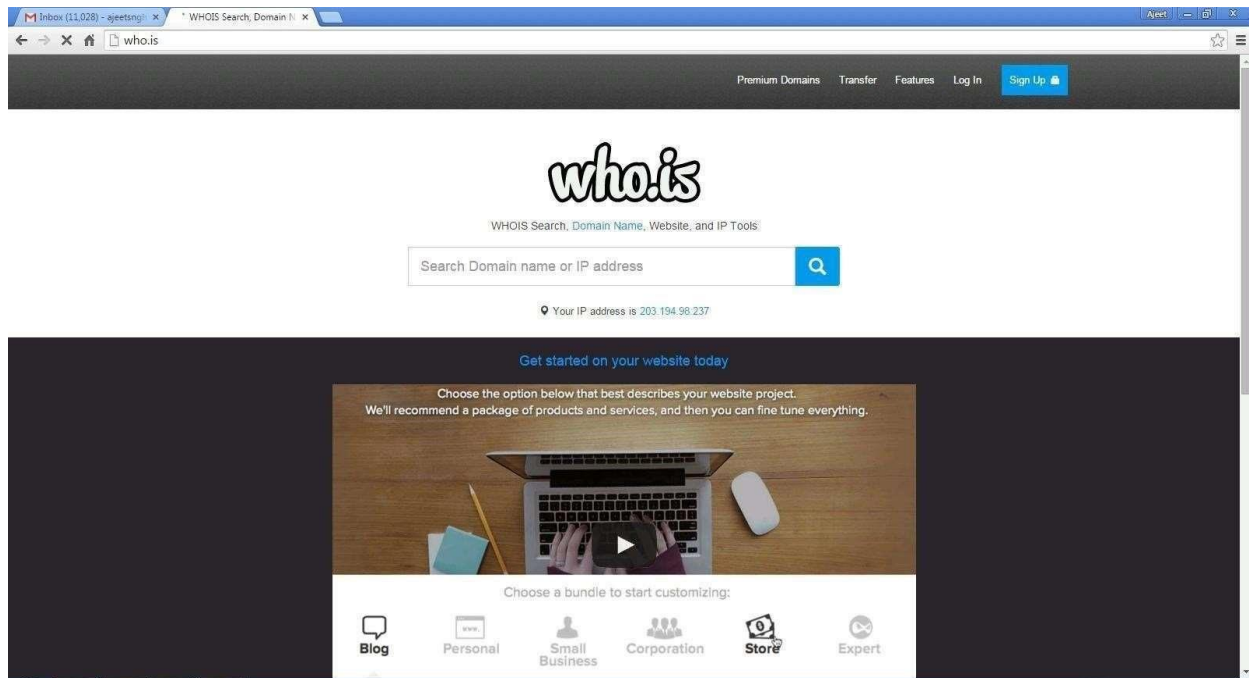 Inbox (11,028) - ajeetsngh
WHOIS Search, Domain N
Ajeet
who.is
Premium Domains Transfer Features Log In Sign Up
who.is
WHOIS Search, Domain Name, Website, and IP Tools
Search Domain name or IP address
Your IP address is 203.194.98.237
Get started on your website today
Choose the option below that best describes your website project.
We'll recommend a package of products and services, and then you can fine tune everything.
Choose a bundle to start customizing:
www.
Blog Personal Small Business Corporation Store Expert